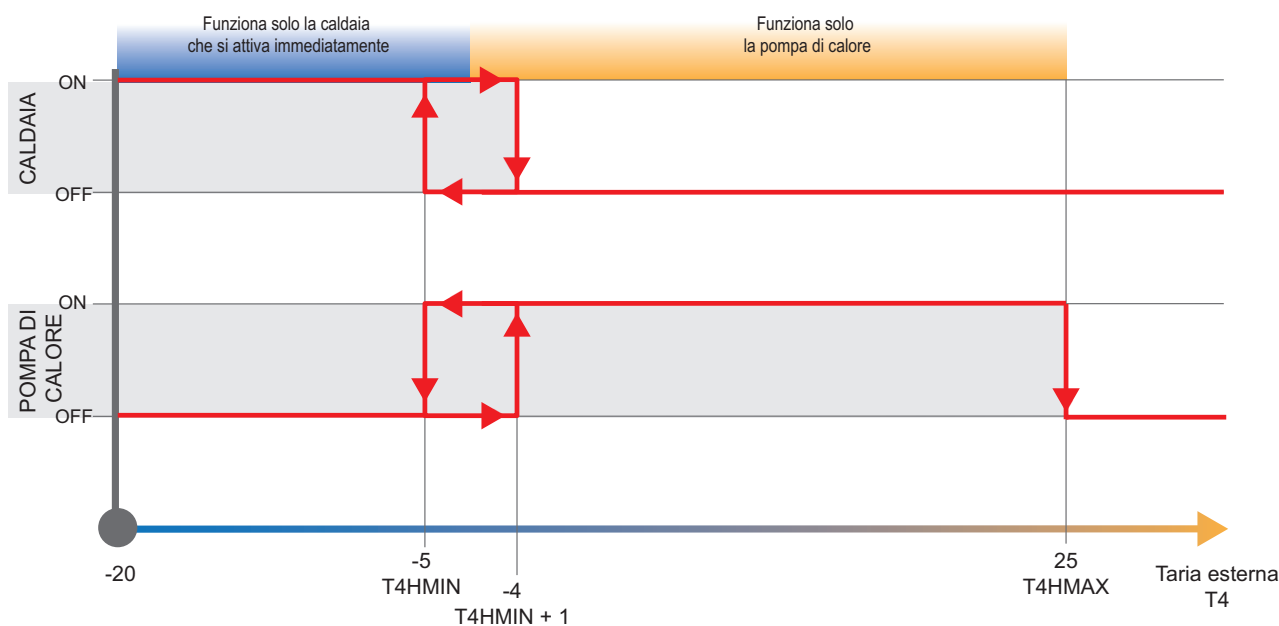 Funziona solo la caldaia
che si attiva immediatamente
Funziona solo
la pompa di calore
ON
CALDAIA
OFF
ON
POMPA DI
CALORE
OFF
-20
-5
T4HMIN
-4
T4HMIN + 1
25
T4HMAX
Taria esterna
T4